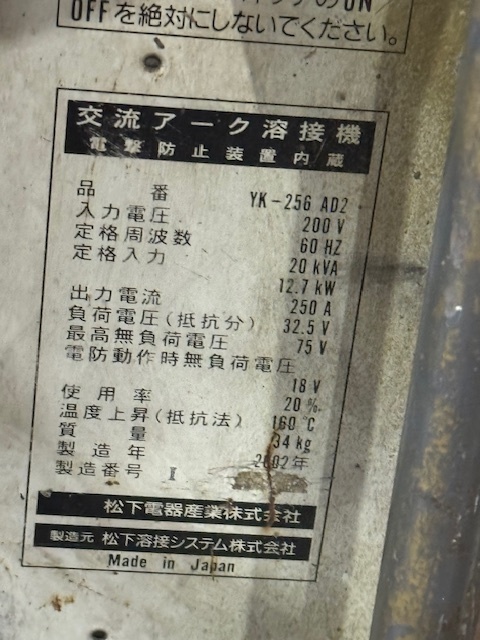 OFFを絶対にしないでください。
交流アーク溶接機
電撃防止装置内蔵
品番 YK-256 AD2
入力電圧 200 V
定格周波数 60 HZ
定格入力 20 kVA
12.7 kW
出力電流 250 A
負荷電圧(抵抗分) 32.5 V
最高無負荷電圧 75 V
電防動作時無負荷電圧
18 V
使用率 20 %
温度上昇(抵抗法) 160 ℃
質量 34 kg
製造年 2002年
製造番号 I
松下電器産業株式会社
製造元 松下溶接システム株式会社
Made in Japan